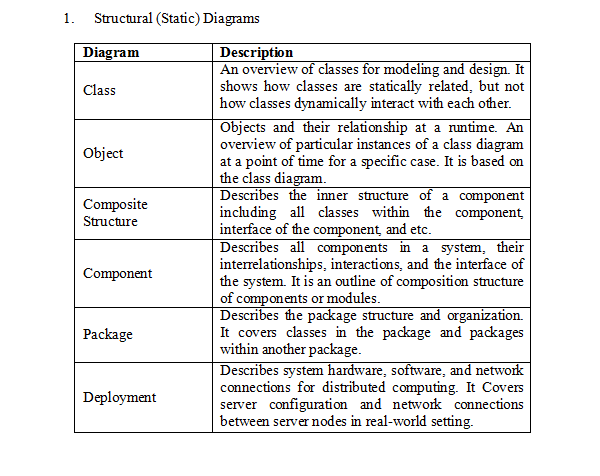 1. Structural (Static) Diagrams
Diagram
Description
Class
An overview of classes for modeling and design. It
shows how classes are statically related, but not
how classes dynamically interact with each other.
Object
Objects and their relationship at a runtime. An
overview of particular instances of a class diagram
at a point of time for a specific case. It is based on
the class diagram.
Composite
Structure
Describes the inner structure of a component
including all classes within the component,
interface of the component, and etc.
Component
Describes all components in a system, their
interrelationships, interactions, and the interface of
the system. It is an outline of composition structure
of components or modules.
Package
Describes the package structure and organization.
It covers classes in the package and packages
within another package.
Deployment
Describes system hardware, software, and network
connections for distributed computing. It Covers
server configuration and network connections
between server nodes in real-world setting.